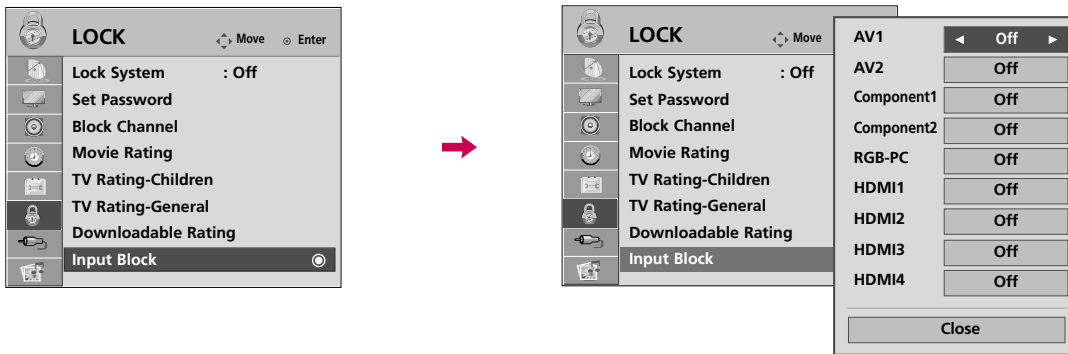 LOCK
Move
Enter
Lock System : Off
Set Password
Block Channel
Movie Rating
TV Rating-Children
TV Rating-General
Downloadable Rating
Input Block
LOCK
Move
Lock System : Off
Set Password
Block Channel
Movie Rating
TV Rating-Children
TV Rating-General
Downloadable Rating
Input Block
AV1 ◄ Off ►
AV2 Off
Component1 Off
Component2 Off
RGB-PC Off
HDMI1 Off
HDMI2 Off
HDMI3 Off
HDMI4 Off
Close